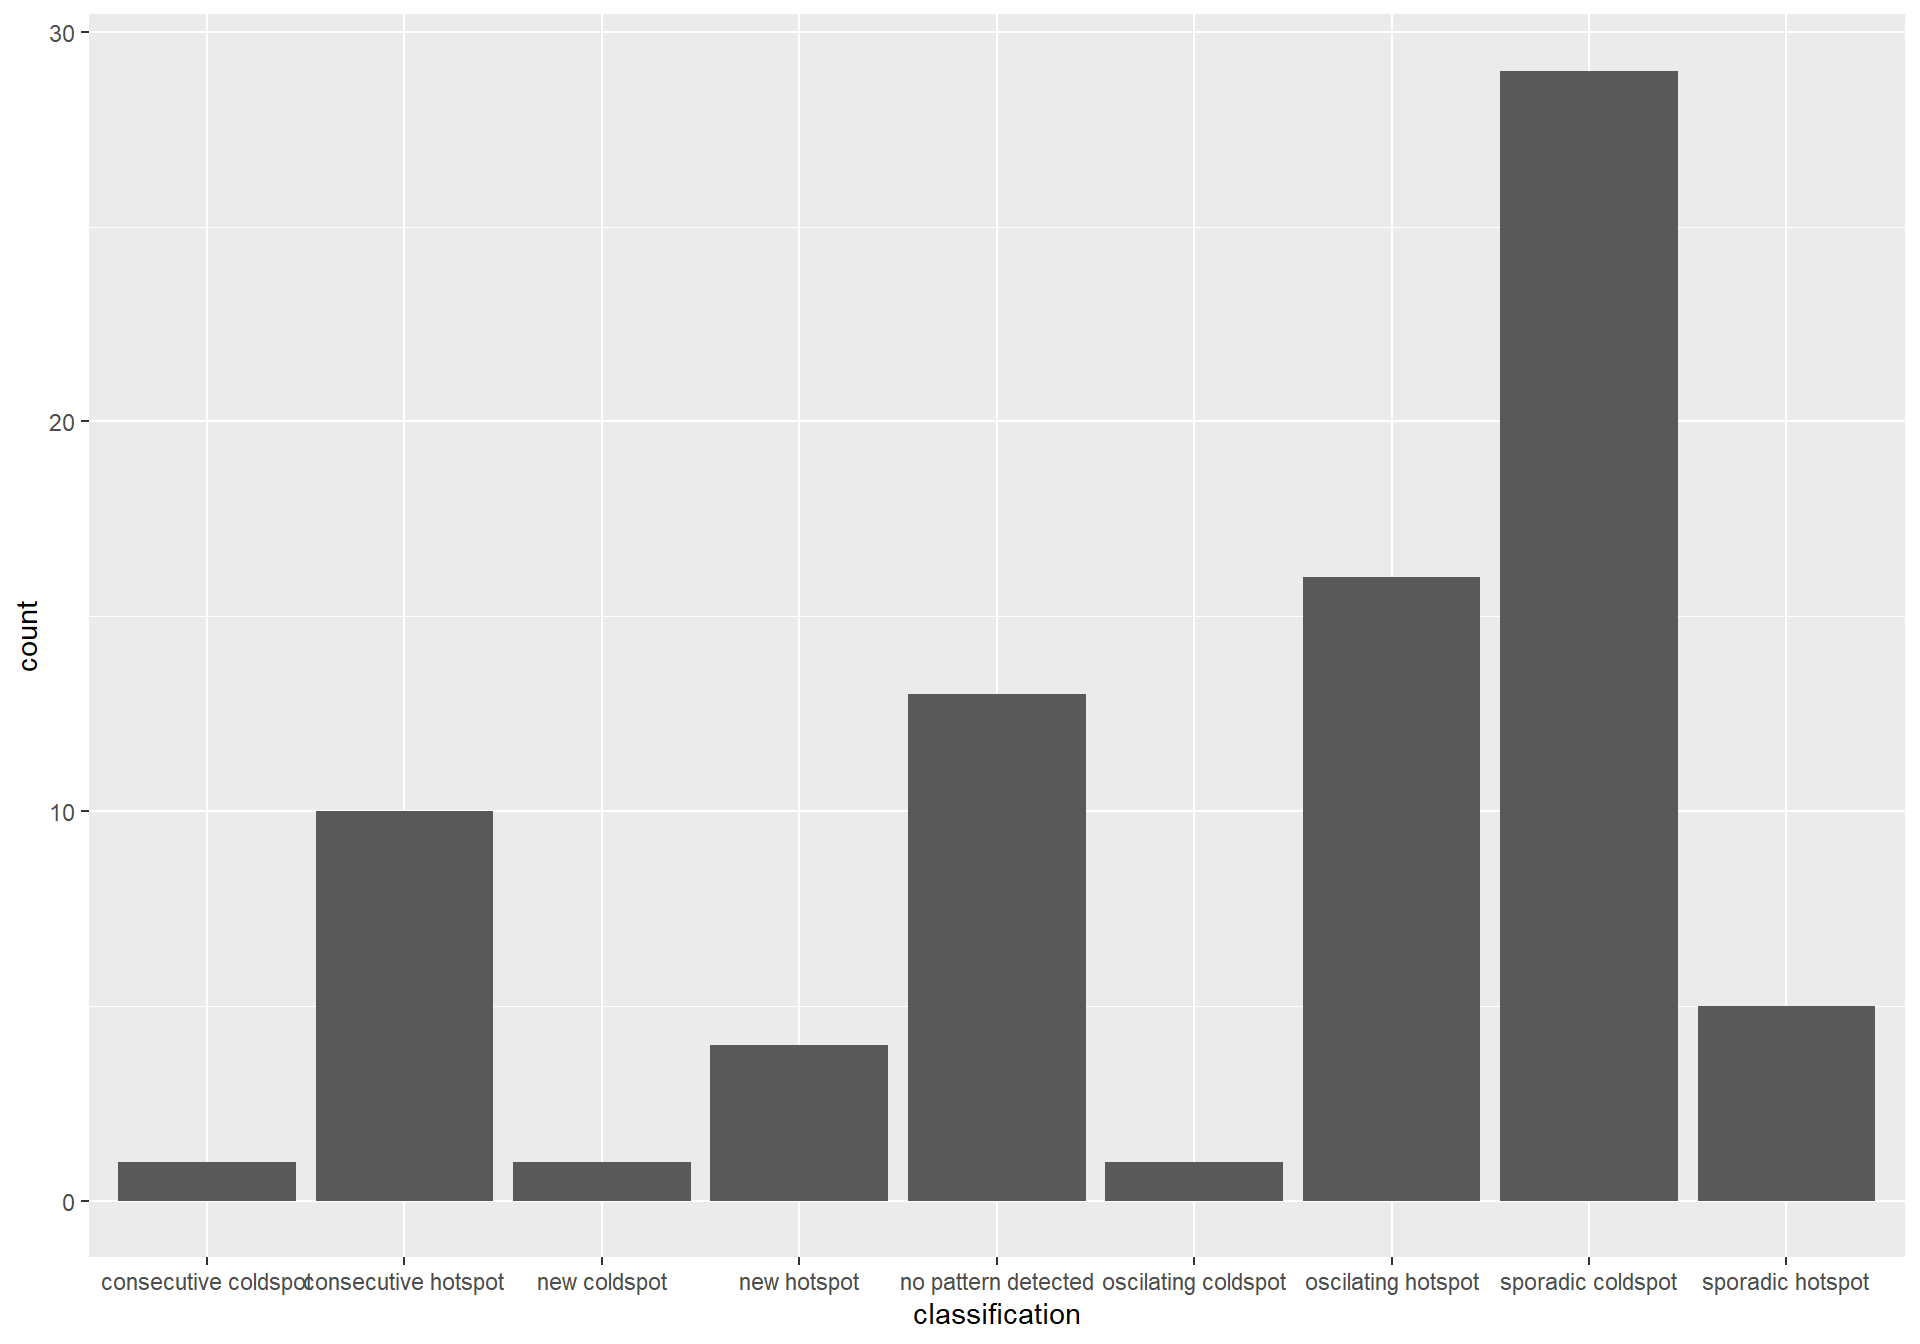 30
20
10
0
count
consecutive coldspot consecutive hotspot new coldspot new hotspot no pattern detected oscilating coldspot oscilating hotspot sporadic coldspot sporadic hotspot
classification